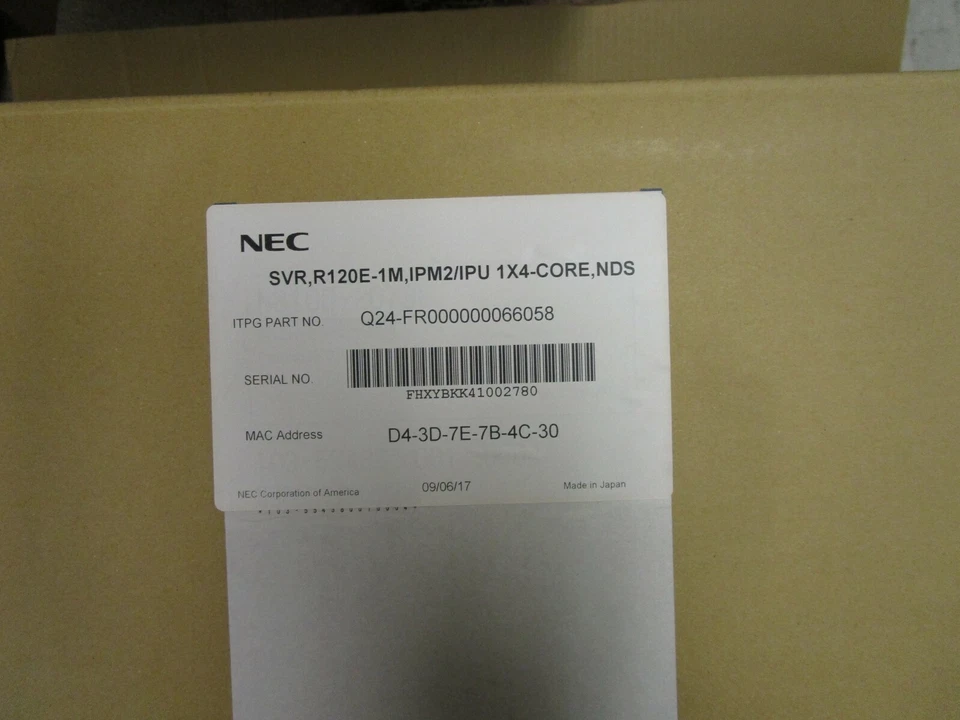 NEC
SVR,R120E-1M,IPM2/IPU 1X4-CORE,NDS
ITPG PART NO. Q24-FR000000066058
SERIAL NO.
FHXYBKK41002780
MAC Address D4-3D-7E-7B-4C-30
NEC Corporation of America 09/06/17 Made in Japan